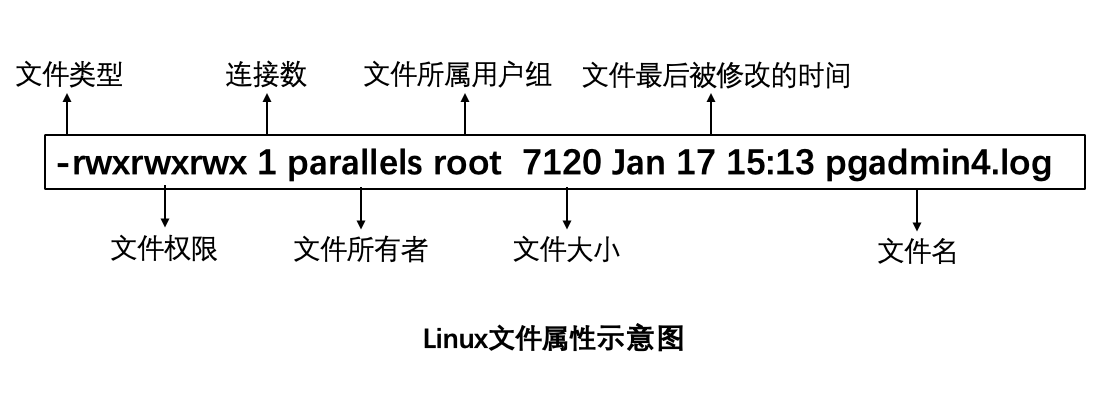 文件类型 连接数 文件所属用户组 文件最后被修改的时间
-rwxrwxrwx 1 parallels root 7120 Jan 17 15:13 pgadmin4.log
文件权限 文件所有者 文件大小 文件名
Linux文件属性示意图